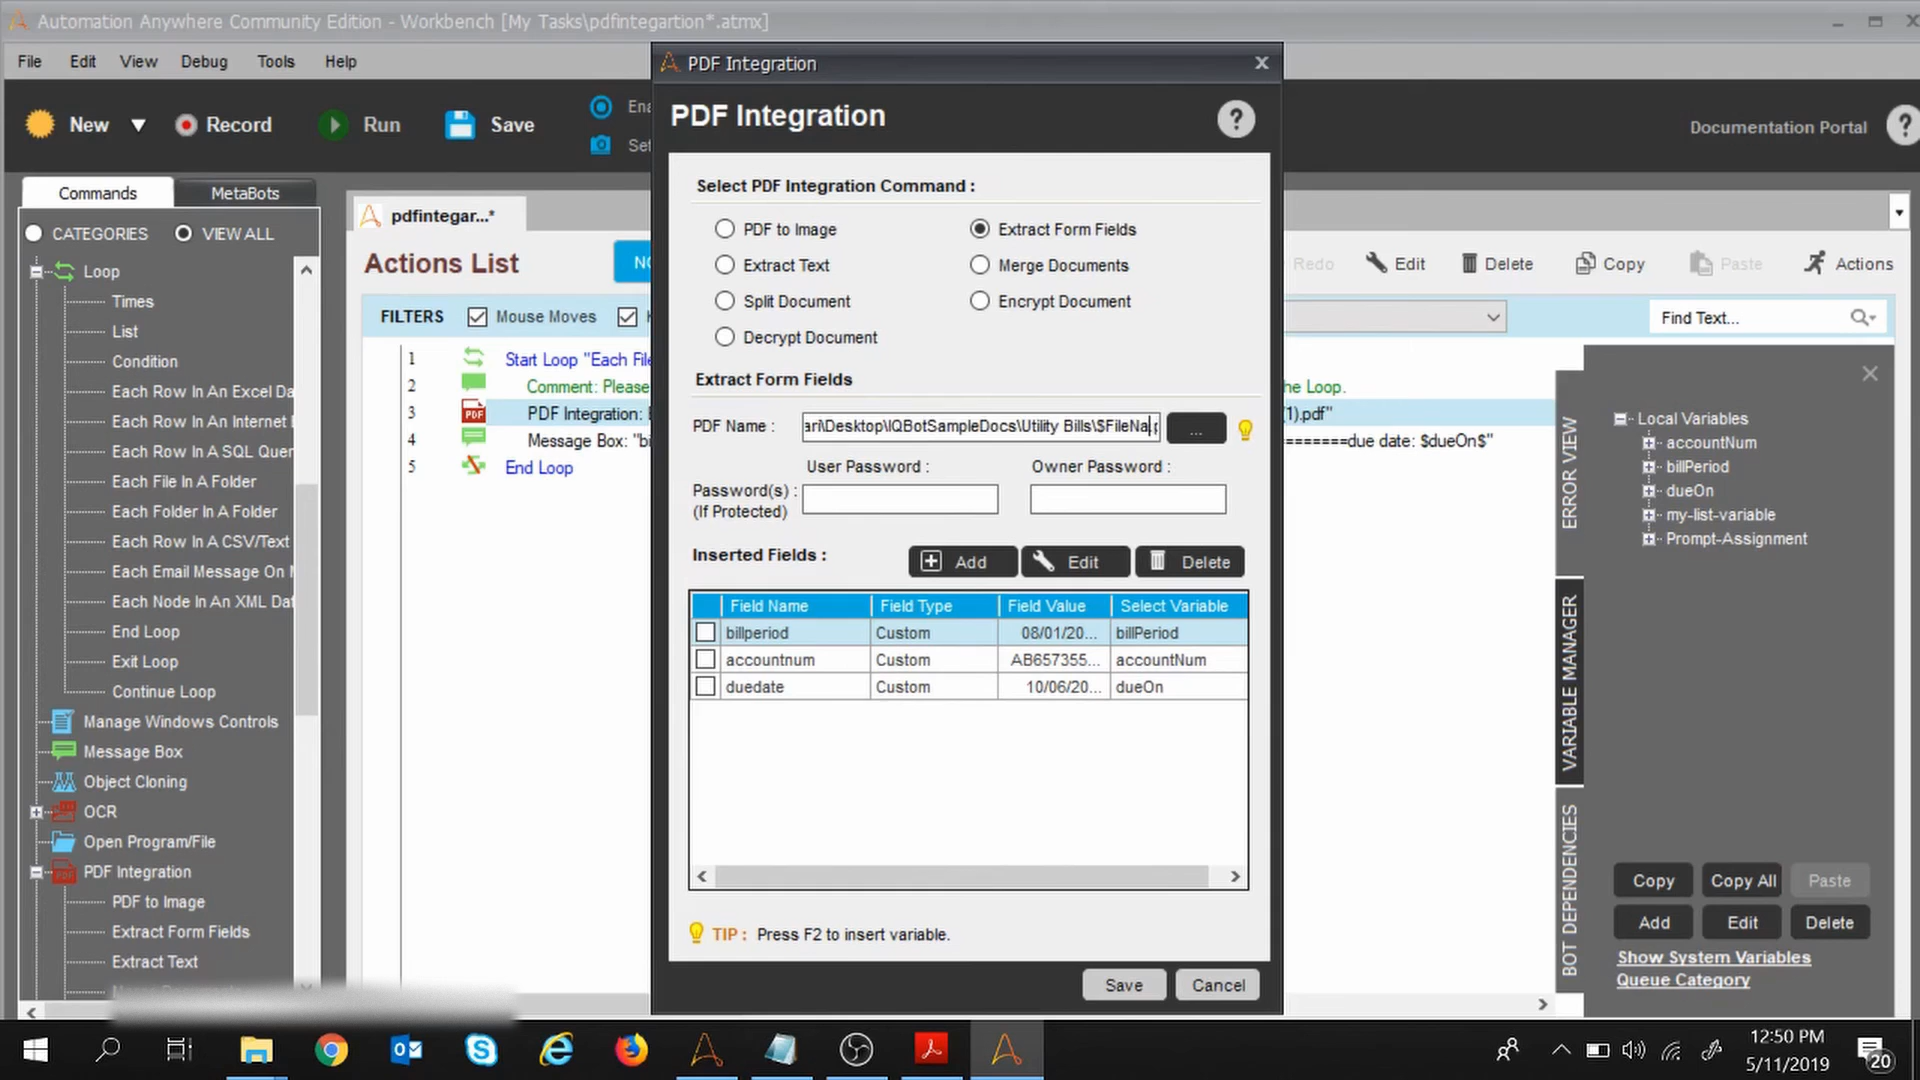 Automation Anywhere Community Edition - Workbench [My Tasks\pdfintegartion*.atmx]
File Edit View Debug Tools Help
New Record Run Save
Ena
Set
Documentation Portal
Commands MetaBots
CATEGORIES VIEW ALL
Loop
Times
List
Condition
Each Row In An Excel Da
Each Row In An Internet
Each Row In A SQL Quer
Each File In A Folder
Each Folder In A Folder
Each Row In A CSV/Text
Each Email Message On
Each Node In An XML Dat
End Loop
Exit Loop
Continue Loop
Manage Windows Controls
Message Box
Object Cloning
OCR
Open Program/File
PDF Integration
PDF to Image
Extract Form Fields
Extract Text
pdfintegar...*
Actions List
Redo Edit Delete Copy Paste Actions
FILTERS Mouse Moves
Find Text...
1 Start Loop "Each File
2 Comment: Please he Loop.
3 PDF Integration: (1).pdf"
4 Message Box: "bi =======due date: $dueOn$"
5 End Loop
PDF Integration
PDF Integration
Select PDF Integration Command :
PDF to Image Extract Form Fields
Extract Text Merge Documents
Split Document Encrypt Document
Decrypt Document
Extract Form Fields
PDF Name : ari\Desktop\IQBotSampleDocs\Utility Bills\$FileNa.p ...
User Password : Owner Password :
Password(s) :
(If Protected)
Inserted Fields : Add Edit Delete
Field Name Field Type Field Value Select Variable
billperiod Custom 08/01/20... billPeriod
accountnum Custom AB657355... accountNum
duedate Custom 10/06/20... dueOn
TIP : Press F2 to insert variable.
Save Cancel
ERROR VIEW
VARIABLE MANAGER
BOT DEPENDENCIES
Local Variables
accountNum
billPeriod
dueOn
my-list-variable
Prompt-Assignment
Copy Copy All Paste
Add Edit Delete
Show System Variables
Queue Category
12:50 PM
5/11/2019
20